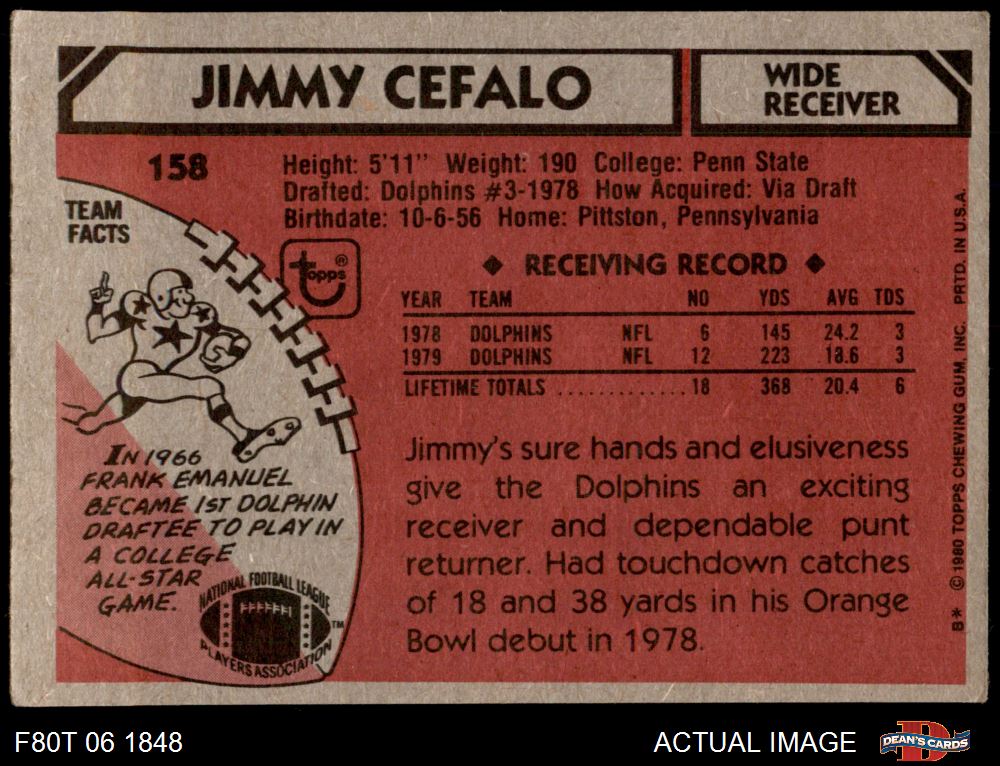 JIMMY CEFALO
WIDE
RECEIVER
158
Height: 5'11" Weight: 190 College: Penn State
Drafted: Dolphins #3-1978 How Acquired: Via Draft
Birthdate: 10-6-56 Home: Pittston, Pennsylvania
TEAM
FACTS
topps®
◆ RECEIVING RECORD ◆
YEAR TEAM NO YDS AVG TDS
1978 DOLPHINS NFL 6 145 24.2 3
1979 DOLPHINS NFL 12 223 18.6 3
LIFETIME TOTALS ............ 18 368 20.4 6
IN 1966
FRANK EMANUEL
BECAME 1ST DOLPHIN
DRAFTEE TO PLAY IN
A COLLEGE
ALL-STAR
GAME.
NATIONAL FOOTBALL LEAGUE
PLAYERS ASSOCIATION
TM
Jimmy's sure hands and elusiveness
give the Dolphins an exciting
receiver and dependable punt
returner. Had touchdown catches
of 18 and 38 yards in his Orange
Bowl debut in 1978.
B* © 1980 TOPPS CHEWING GUM, INC. PRTD. IN U.S.A.
F80T 06 1848
ACTUAL IMAGE
DEAN'S CARDS